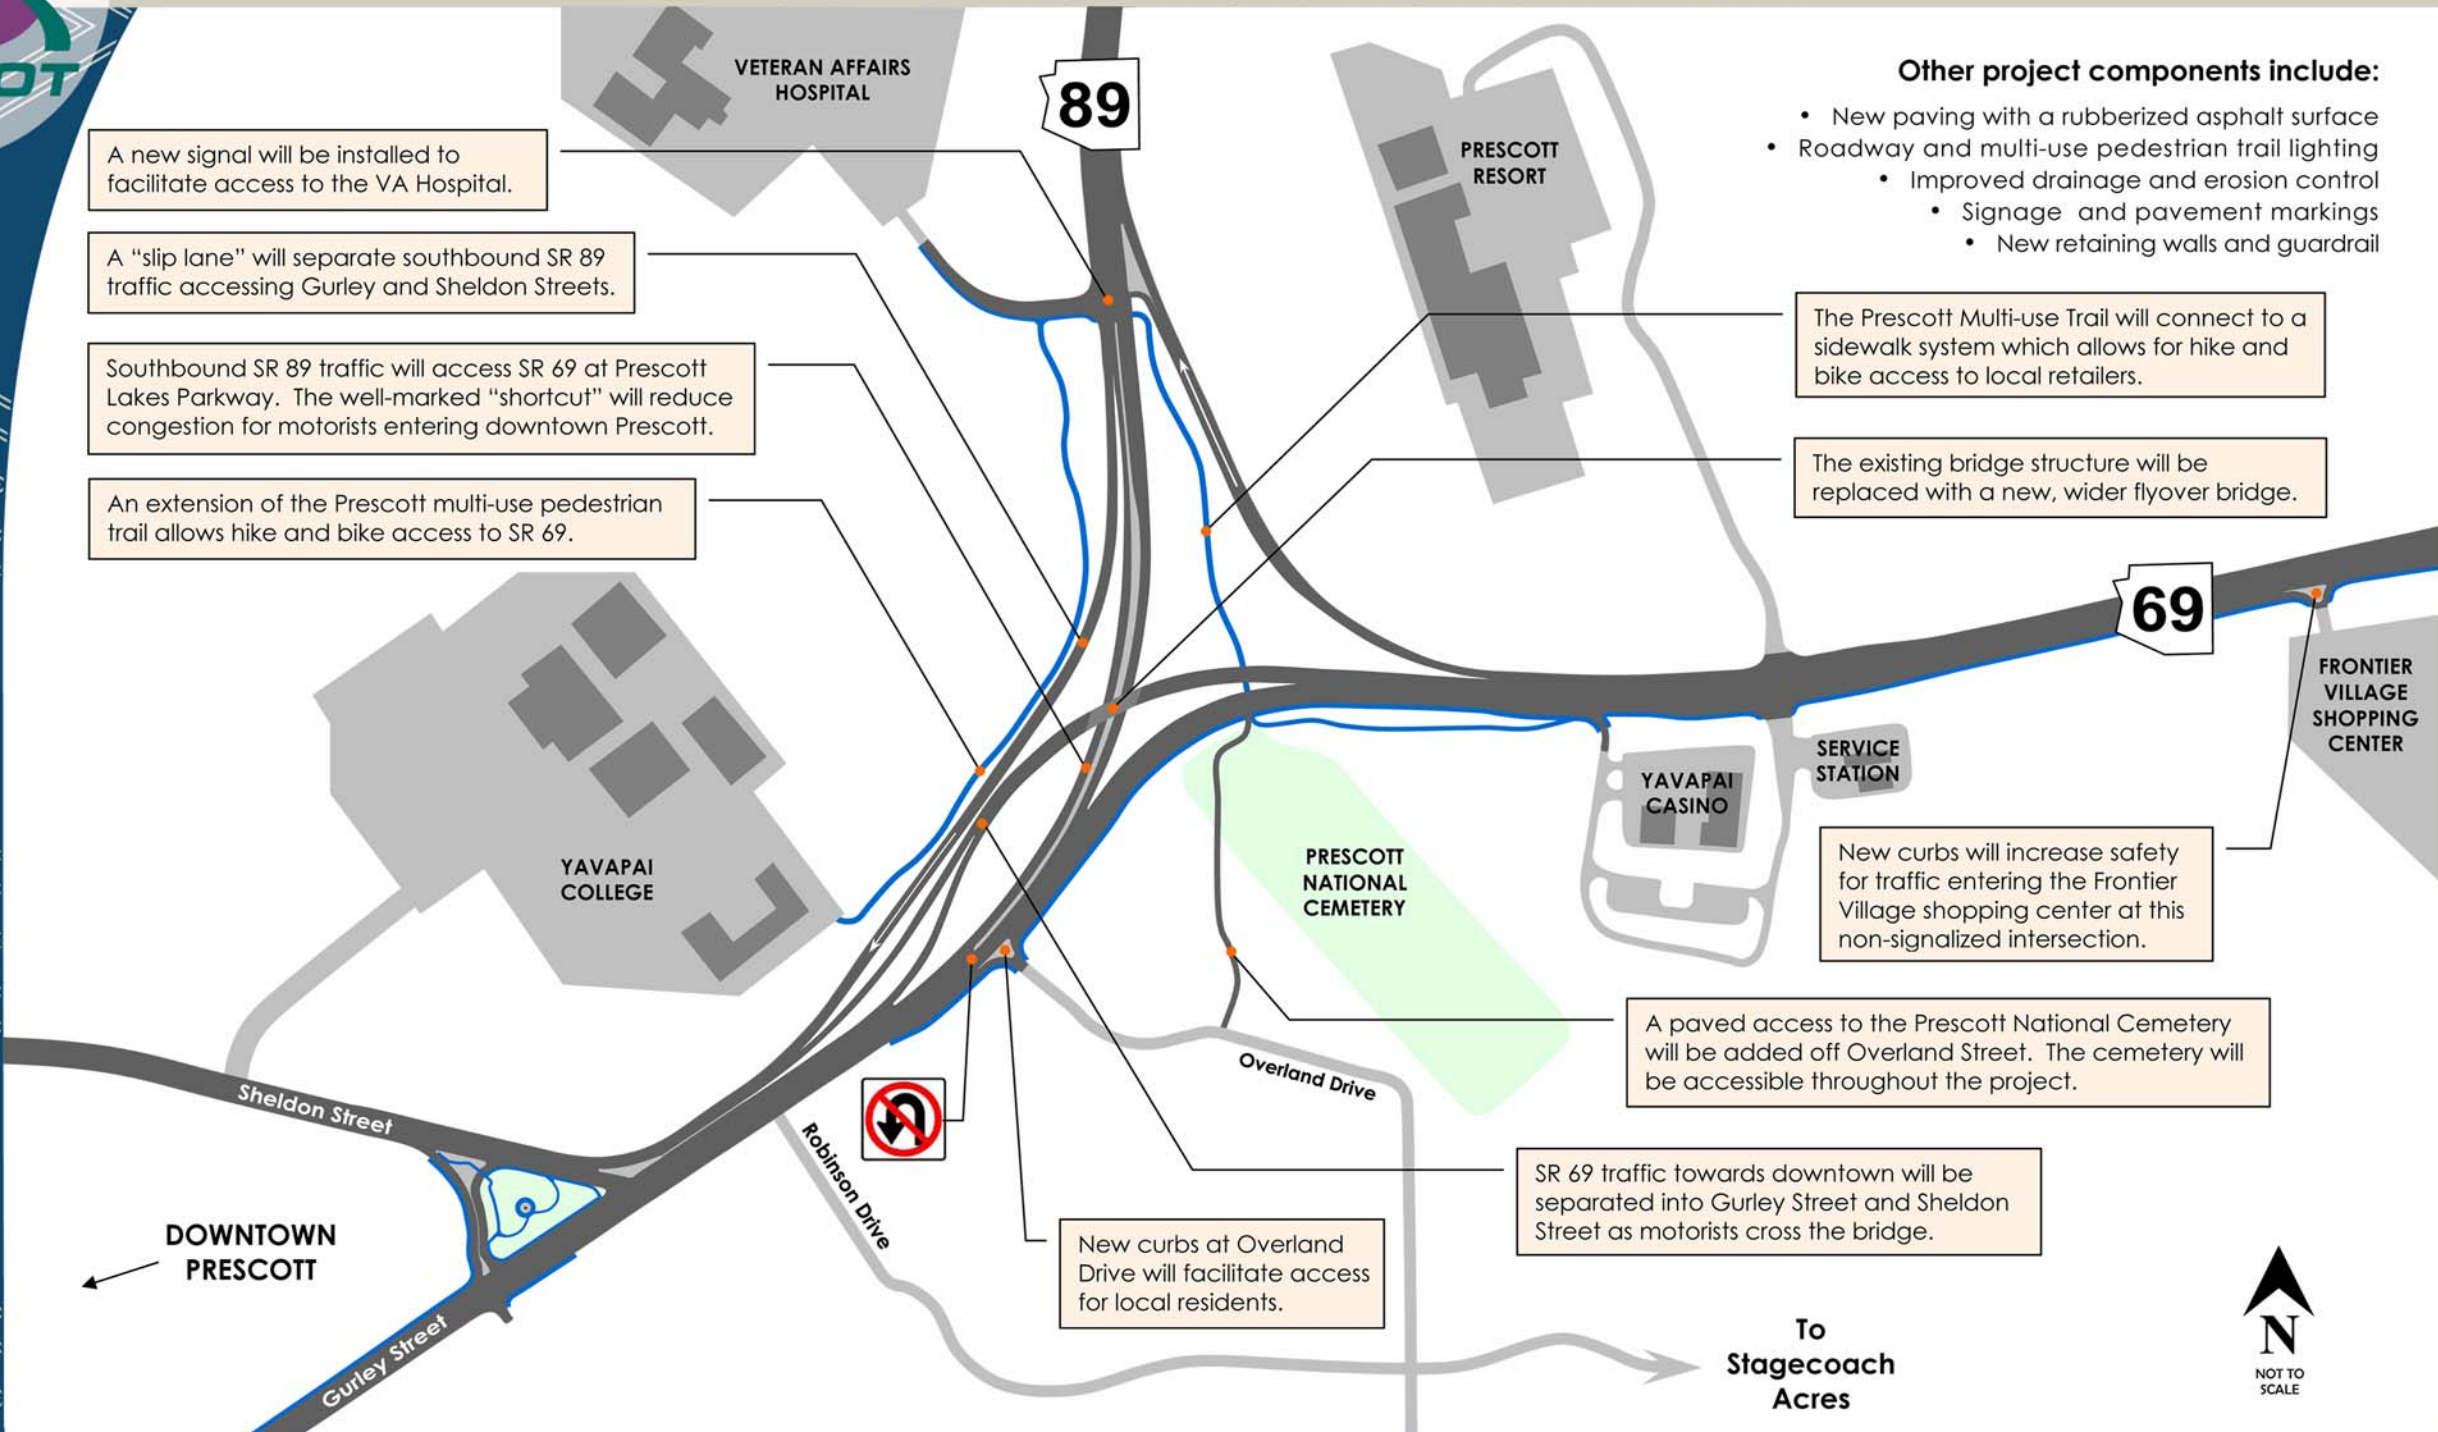 OT
VETERAN AFFAIRS
HOSPITAL
89
PRESCOTT
RESORT
Other project components include:
• New paving with a rubberized asphalt surface
• Roadway and multi-use pedestrian trail lighting
• Improved drainage and erosion control
• Signage and pavement markings
• New retaining walls and guardrail
A new signal will be installed to
facilitate access to the VA Hospital.
A “slip lane” will separate southbound SR 89
traffic accessing Gurley and Sheldon Streets.
Southbound SR 89 traffic will access SR 69 at Prescott
Lakes Parkway. The well-marked “shortcut” will reduce
congestion for motorists entering downtown Prescott.
An extension of the Prescott multi-use pedestrian
trail allows hike and bike access to SR 69.
The Prescott Multi-use Trail will connect to a
sidewalk system which allows for hike and
bike access to local retailers.
The existing bridge structure will be
replaced with a new, wider flyover bridge.
69
FRONTIER
VILLAGE
SHOPPING
CENTER
SERVICE
STATION
YAVAPAI
CASINO
YAVAPAI
COLLEGE
PRESCOTT
NATIONAL
CEMETERY
New curbs will increase safety
for traffic entering the Frontier
Village shopping center at this
non-signalized intersection.
A paved access to the Prescott National Cemetery
will be added off Overland Street. The cemetery will
be accessible throughout the project.
Overland Drive
Sheldon Street
Robinson Drive
SR 69 traffic towards downtown will be
separated into Gurley Street and Sheldon
Street as motorists cross the bridge.
New curbs at Overland
Drive will facilitate access
for local residents.
DOWNTOWN
PRESCOTT
Gurley Street
To
Stagecoach
Acres
N
NOT TO
SCALE